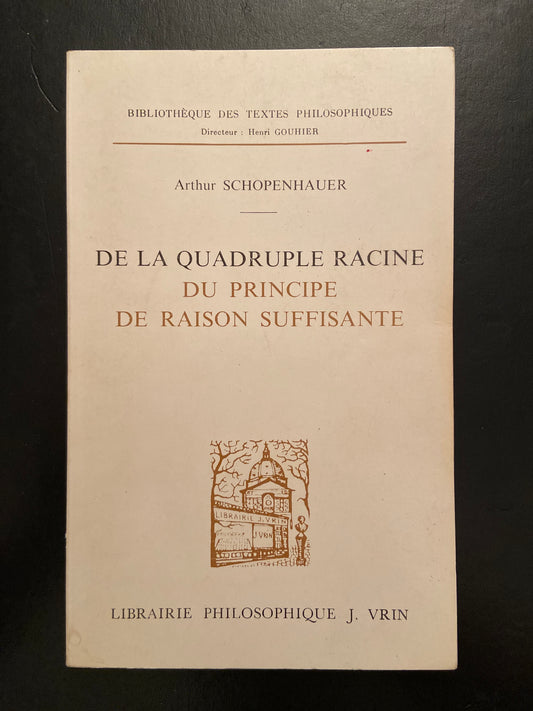 BIBLIOTHÈQUE DES TEXTES PHILOSOPHIQUES
Directeur : Henri GOUHIER
Arthur SCHOPENHAUER
DE LA QUADRUPLE RACINE
DU PRINCIPE
DE RAISON SUFFISANTE
LIBRAIRIE J. VRIN
J. VRIN
LIBRAIRIE PHILOSOPHIQUE J. VRIN